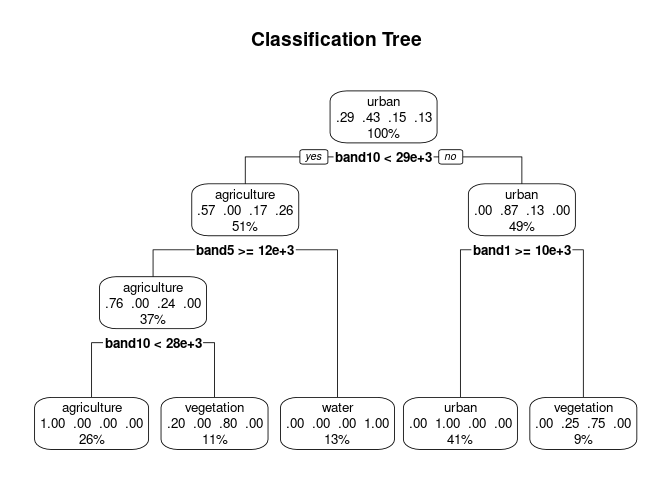 Classification Tree
urban
.29 .43 .15 .13
100%
yes band10 < 29e+3 no
agriculture
.57 .00 .17 .26
51%
urban
.00 .87 .13 .00
49%
band5 >= 12e+3
band1 >= 10e+3
agriculture
.76 .00 .24 .00
37%
band10 < 28e+3
agriculture
1.00 .00 .00 .00
26%
vegetation
.20 .00 .80 .00
11%
water
.00 .00 .00 1.00
13%
urban
.00 1.00 .00 .00
41%
vegetation
.00 .25 .75 .00
9%